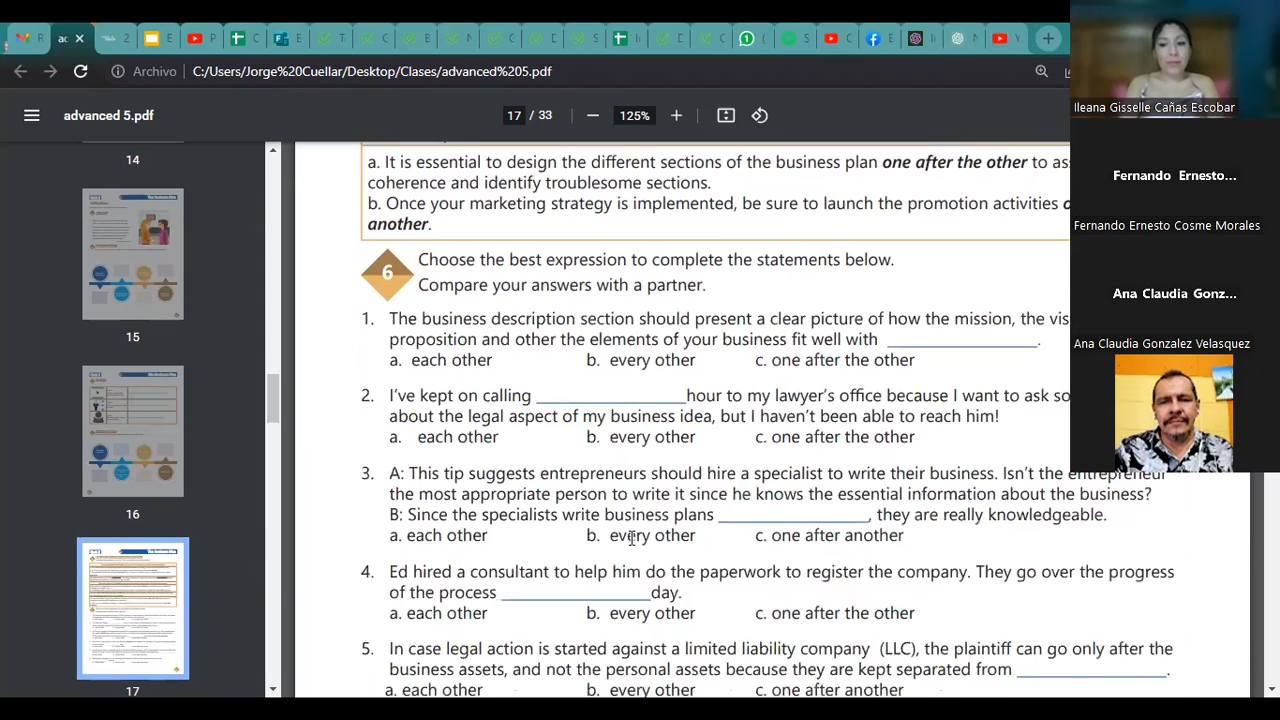 Archivo
C:/Users/Jorge%20Cuellar/Desktop/Clases/advanced%205.pdf
advanced 5.pdf
17 / 33
125%
14
15
16
17
a. It is essential to design the different sections of the business plan one after the other to ass
coherence and identify troublesome sections.
b. Once your marketing strategy is implemented, be sure to launch the promotion activities
another.
6
Choose the best expression to complete the statements below.
Compare your answers with a partner.
1. The business description section should present a clear picture of how the mission, the vis
proposition and other the elements of your business fit well with ____________.
a. each other b. every other c. one after the other
2. I've kept on calling ____________hour to my lawyer's office because I want to ask so
about the legal aspect of my business idea, but I haven't been able to reach him!
a. each other b. every other c. one after the other
3. A: This tip suggests entrepreneurs should hire a specialist to write their business. Isn't the entrepreneur
the most appropriate person to write it since he knows the essential information about the business?
B: Since the specialists write business plans ____________, they are really knowledgeable.
a. each other b. every other c. one after another
4. Ed hired a consultant to help him do the paperwork to register the company. They go over the progress
of the process ____________day.
a. each other b. every other c. one after the other
5. In case legal action is started against a limited liability company (LLC), the plaintiff can go only after the
business assets, and not the personal assets because they are kept separated from ____________.
a. each other b. every other c. one after another
Ileana Gisselle Cañas Escobar
Fernando Ernesto...
Fernando Ernesto Cosme Morales
Ana Claudia Gonz...
Ana Claudia Gonzalez Velasquez